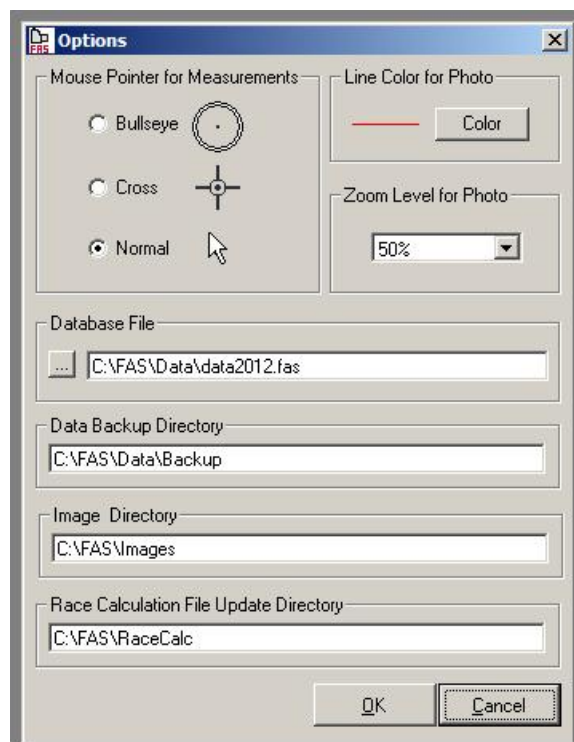 FAS
Options
Mouse Pointer for Measurements
Bullseye
Cross
Normal
Line Color for Photo
Color
Zoom Level for Photo
50%
Database File
... C:\FAS\Data\data2012.fas
Data Backup Directory
C:\FAS\Data\Backup
Image Directory
C:\FAS\Images
Race Calculation File Update Directory
C:\FAS\RaceCalc
OK Cancel